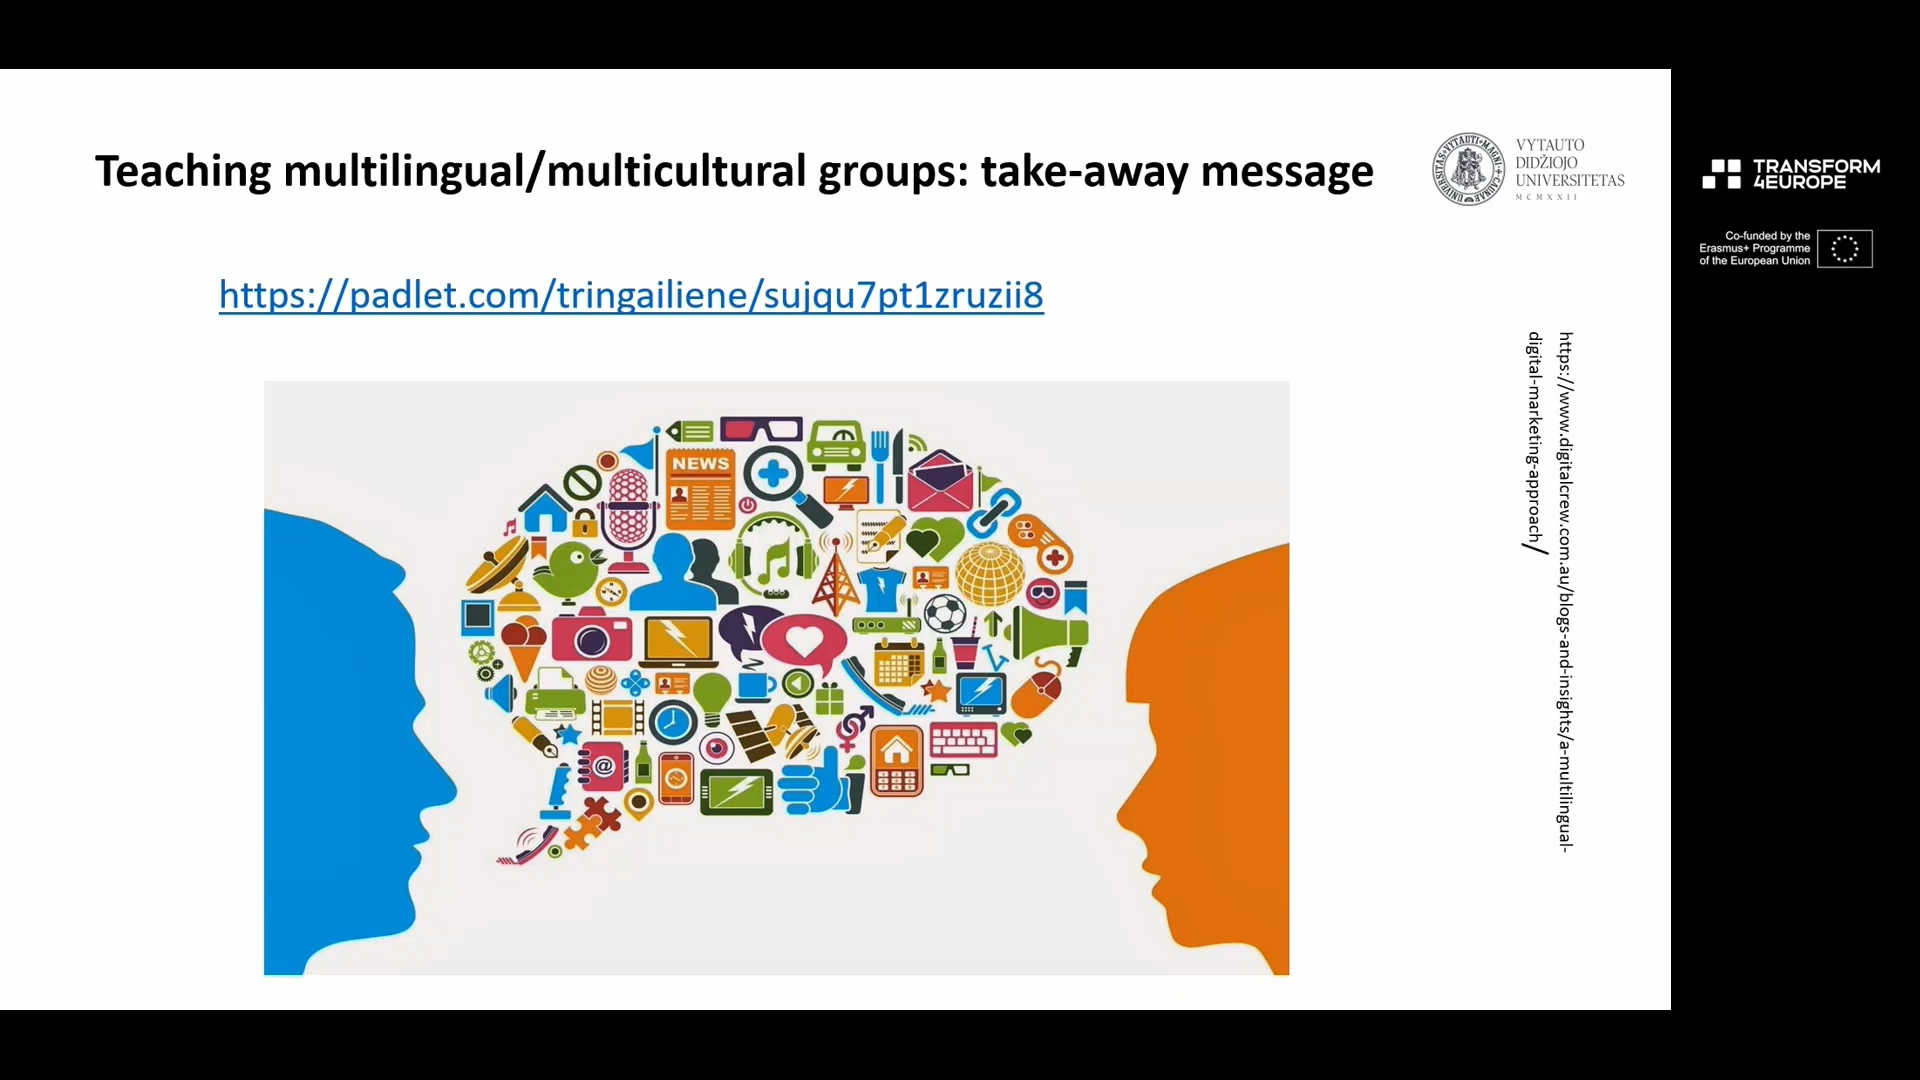 Teaching multilingual/multicultural groups: take-away message
VYTAUTO
DIDŽIOJO
UNIVERSITETAS
MCMXXII
TRANSFORM
4EUROPE
Co-funded by the
Erasmus+ Programme
of the European Union
https://padlet.com/tringailiene/sujqu7pt1zruzii8
https://www.digitalcrew.com.au/blogs-and-insights/a-multilingual-
digital-marketing-approach/
NEWS
@